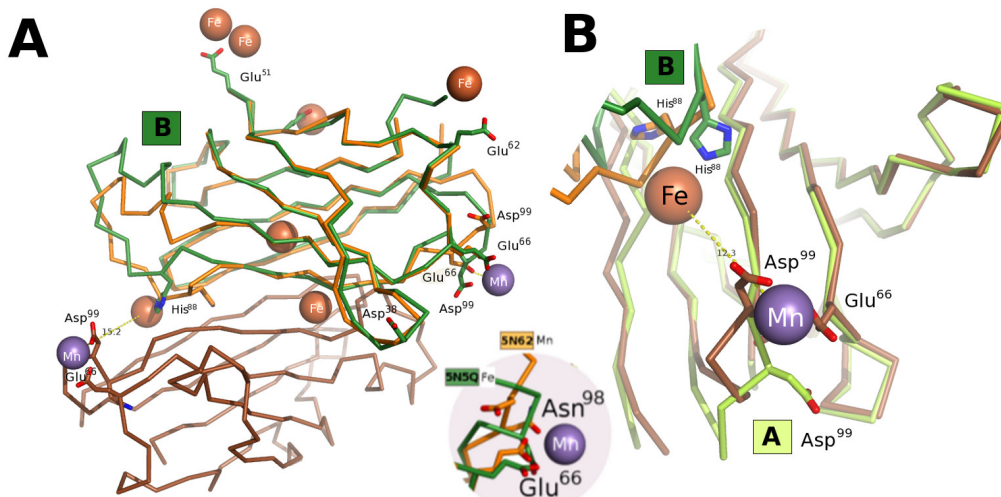 A
Fe
Fe
Glu51
Fe
B
Glu62
Asp99
Glu66
Glu66
Mn
Asp99
Fe
His88
Asp38
Asp99
15.2
Mn
Glu66
5N62 Mn
5N5Q Fe
Asn98
Mn
Glu66
B
B
His88
His88
Fe
12.3
Asp99
Glu66
Mn
A
Asp99